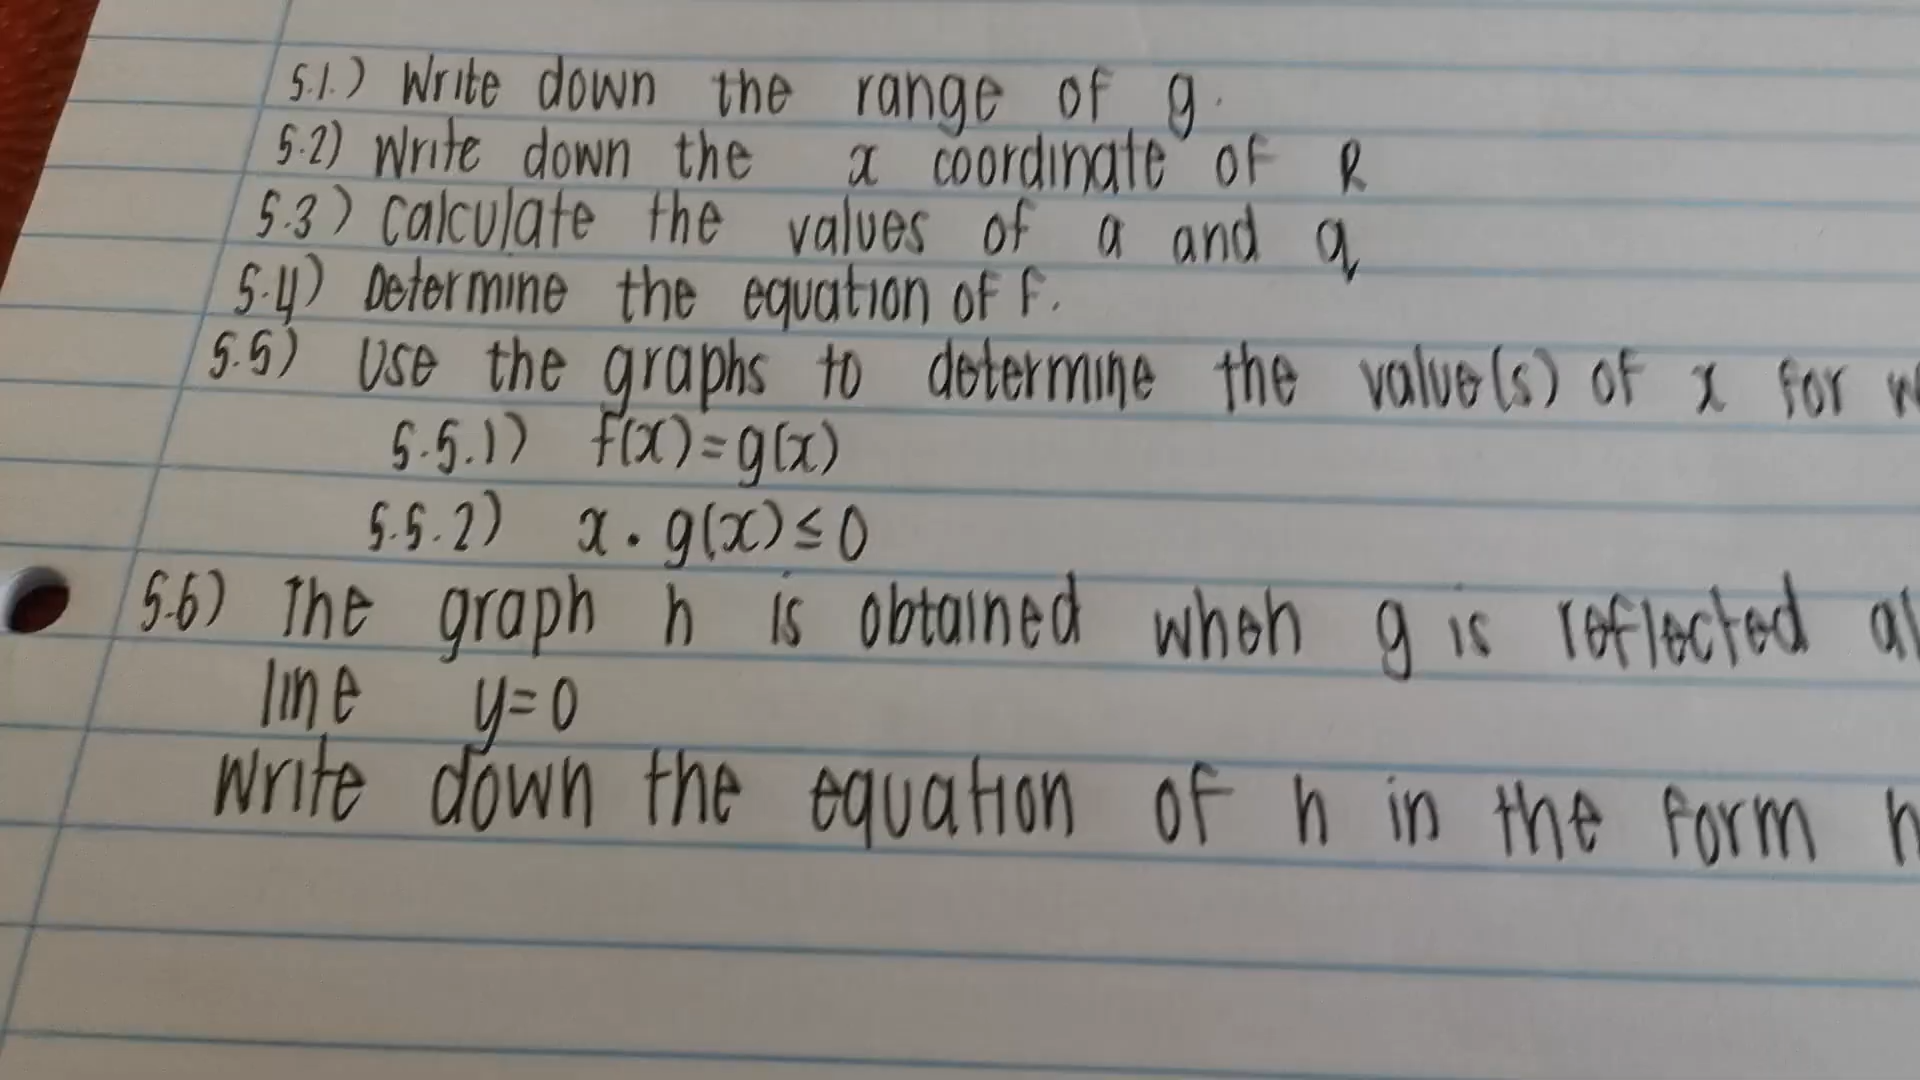 5.1.) Write down the range of g.
5.2) Write down the x coordinate of R
5.3) Calculate the values of a and q
5.4) Determine the equation of f.
5.5) Use the graphs to determine the value(s) of x for
5.5.1) f(x)=g(x)
5.5.2) x . g(x) ≤ 0
5.6) The graph h is obtained when g is reflected
line y=0
Write down the equation of h in the form h